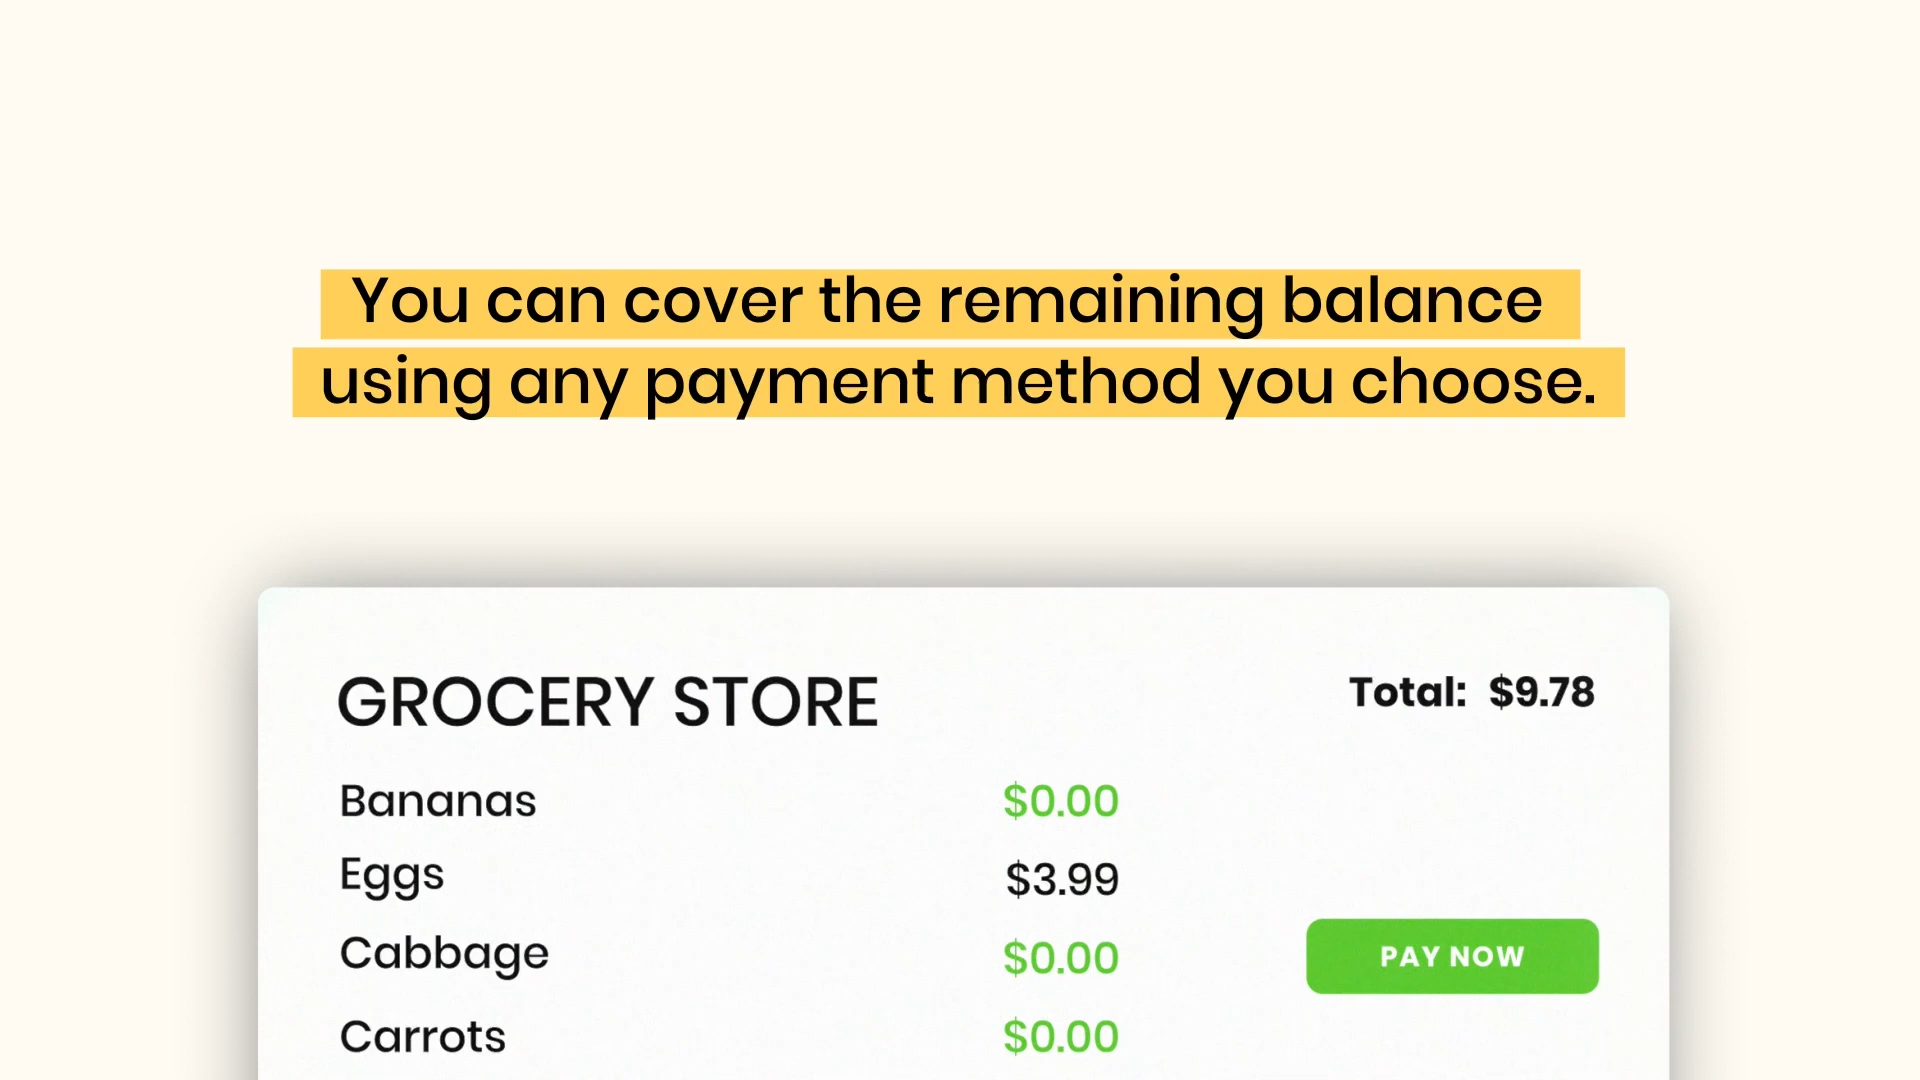 You can cover the remaining balance
using any payment method you choose.
GROCERY STORE
Total: $9.78
Bananas $0.00
Eggs $3.99
Cabbage $0.00
PAY NOW
Carrots $0.00